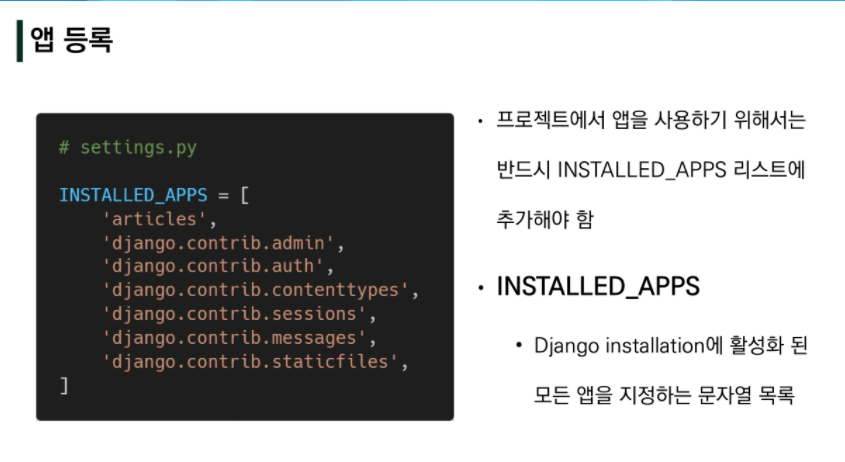 앱 등록
# settings.py
INSTALLED_APPS = [
    'articles',
    'django.contrib.admin',
    'django.contrib.auth',
    'django.contrib.contenttypes',
    'django.contrib.sessions',
    'django.contrib.messages',
    'django.contrib.staticfiles',
]
• 프로젝트에서 앱을 사용하기 위해서는
반드시 INSTALLED_APPS 리스트에
추가해야 함
• INSTALLED_APPS
• Django installation에 활성화 된
모든 앱을 지정하는 문자열 목록